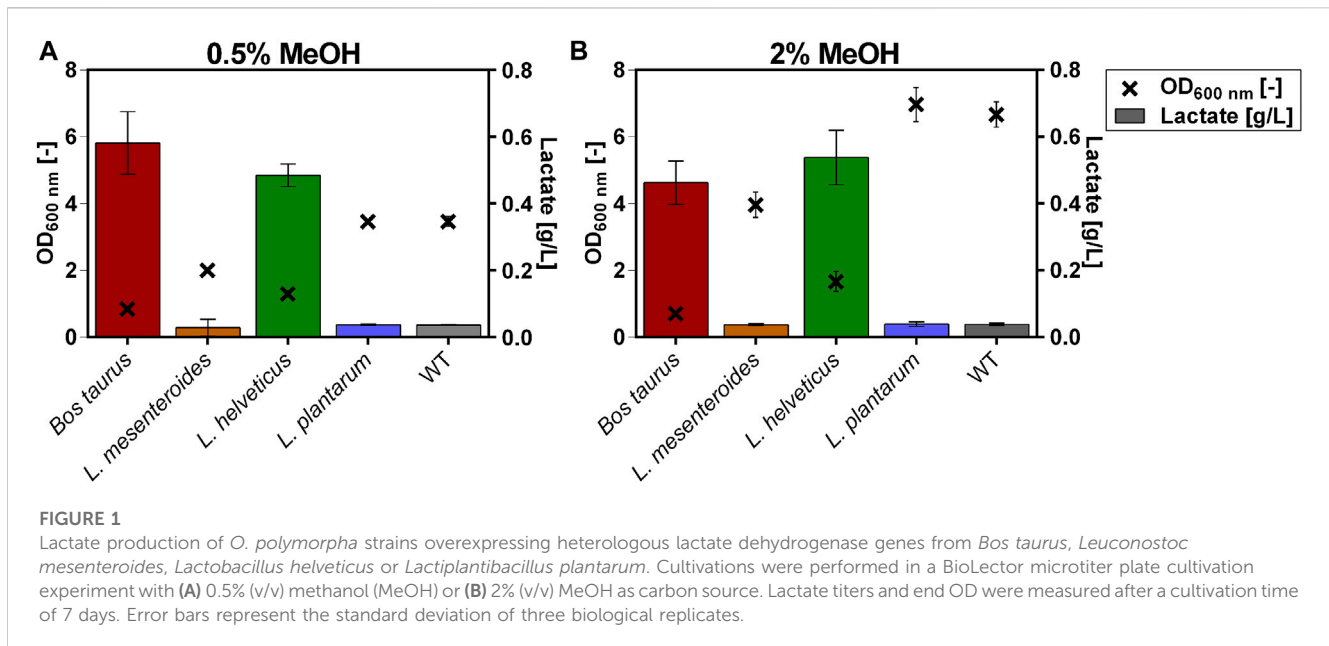 A
0.5% MeOH
8
6
4
2
0
OD600 nm [-]
0.8
0.6
0.4
0.2
0.0
Lactate [g/L]
Bos taurus
L. mesenteroides
L. helveticus
L. plantarum
WT
B
2% MeOH
8
6
4
2
0
OD600 nm [-]
0.8
0.6
0.4
0.2
0.0
Lactate [g/L]
Bos taurus
L. mesenteroides
L. helveticus
L. plantarum
WT
OD600 nm [-]
Lactate [g/L]
FIGURE 1
Lactate production of O. polymorpha strains overexpressing heterologous lactate dehydrogenase genes from Bos taurus, Leuconostoc
mesenteroides, Lactobacillus helveticus or Lactiplantibacillus plantarum. Cultivations were performed in a BioLector microtiter plate cultivation
experiment with (A) 0.5% (v/v) methanol (MeOH) or (B) 2% (v/v) MeOH as carbon source. Lactate titers and end OD were measured after a cultivation time
of 7 days. Error bars represent the standard deviation of three biological replicates.